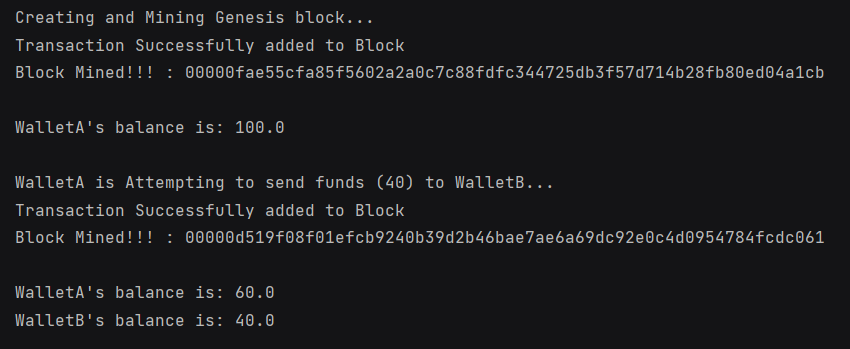 Creating and Mining Genesis block...
Transaction Successfully added to Block
Block Mined!!! : 00000fae55cfa85f5602a2a0c7c88fdfc344725db3f57d714b28fb80ed04a1cb
WalletA's balance is: 100.0
WalletA is Attempting to send funds (40) to WalletB...
Transaction Successfully added to Block
Block Mined!!! : 00000d519f08f01efcb9240b39d2b46bae7ae6a69dc92e0c4d0954784fcdc061
WalletA's balance is: 60.0
WalletB's balance is: 40.0